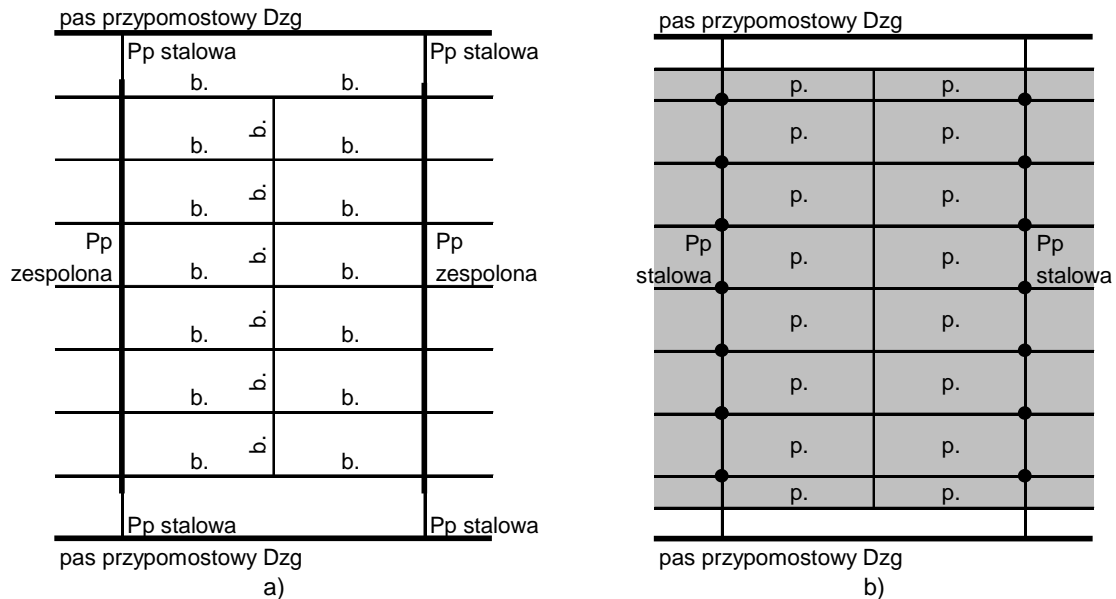 pas przypomostowy Dzg
Pp stalowa Pp stalowa
b. b.
b.
b. b.
b.
b. b.
Pp Pp
b.
zespolona b. b. zespolona
b.
b. b.
b.
b. b.
b.
b. b.
Pp stalowa Pp stalowa
pas przypomostowy Dzg
a)
pas przypomostowy Dzg
p. p.
p. p.
p. p.
Pp p. p. Pp
stalowa stalowa
p. p.
p. p.
p. p.
p. p.
pas przypomostowy Dzg
b)